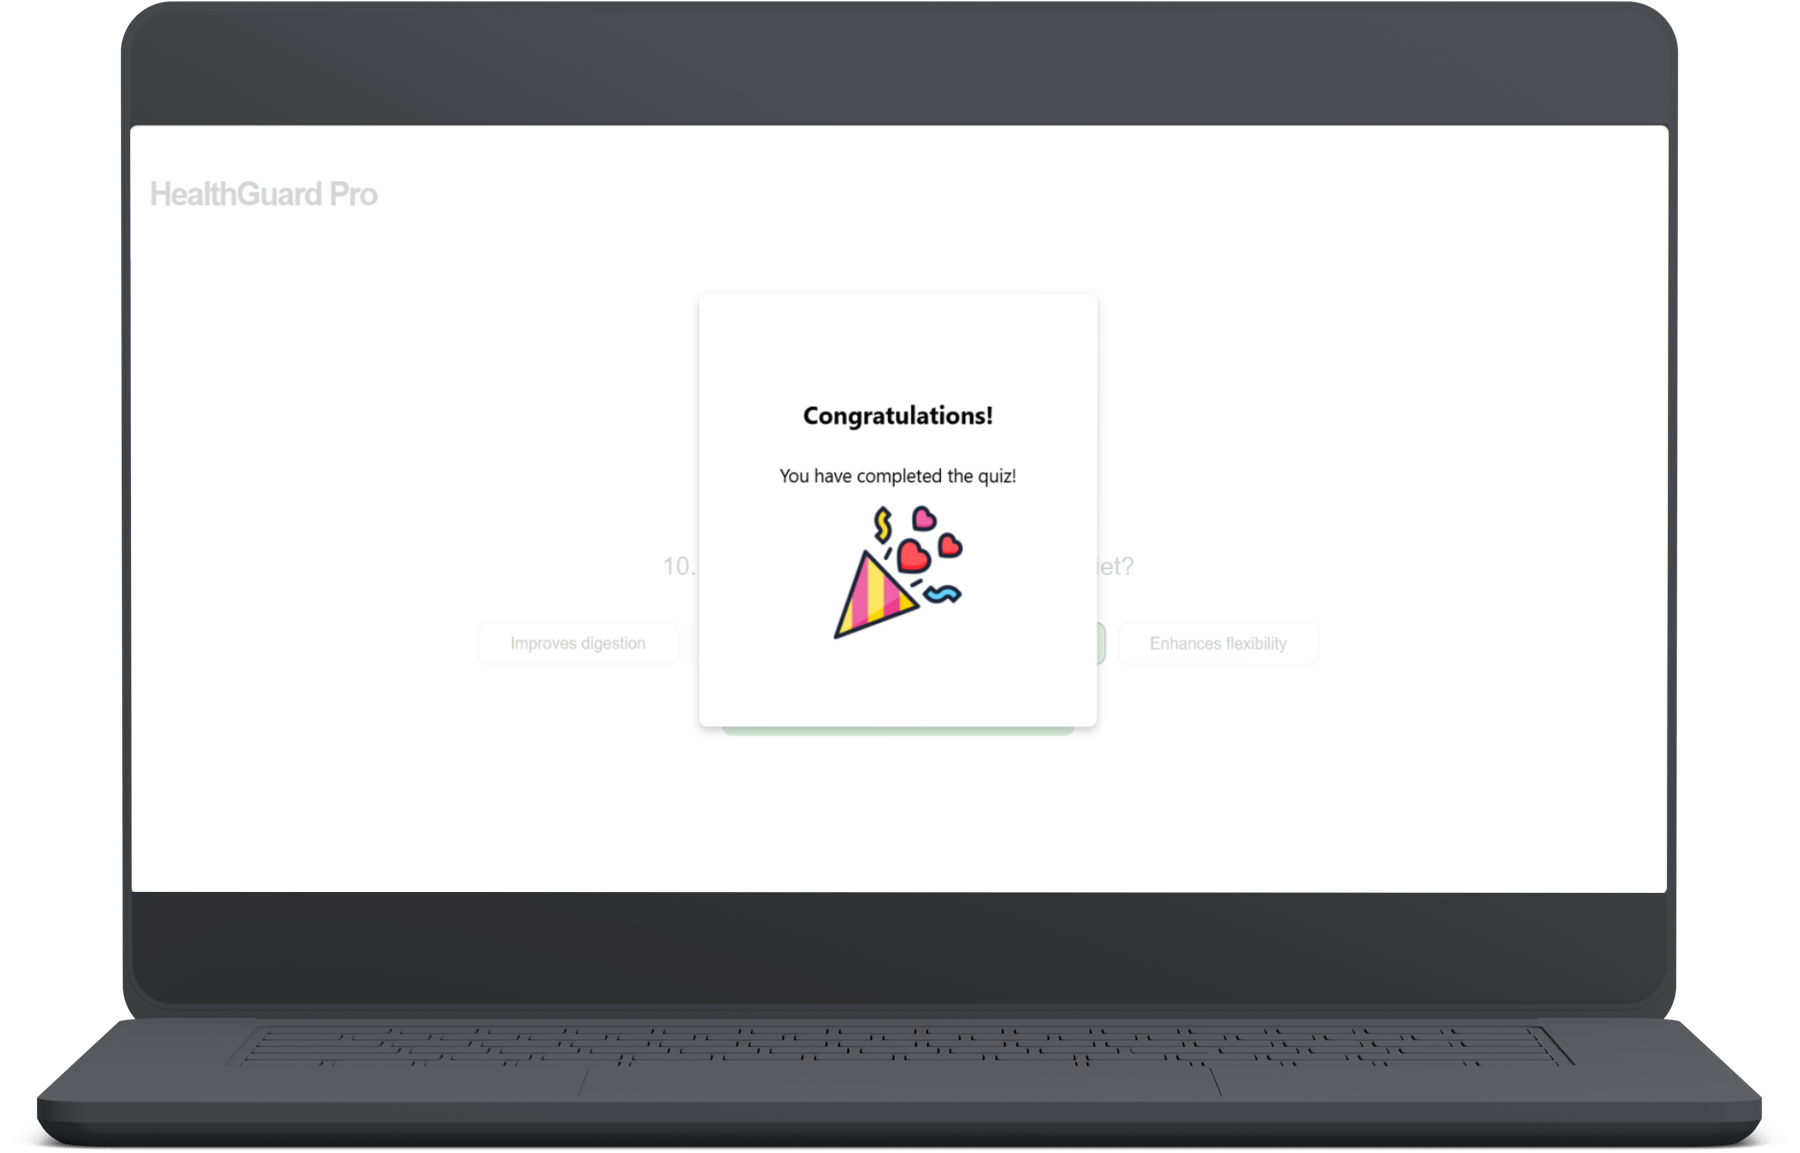 HealthGuard Pro
Congratulations!
You have completed the quiz!
10. iet?
Improves digestion Enhances flexibility